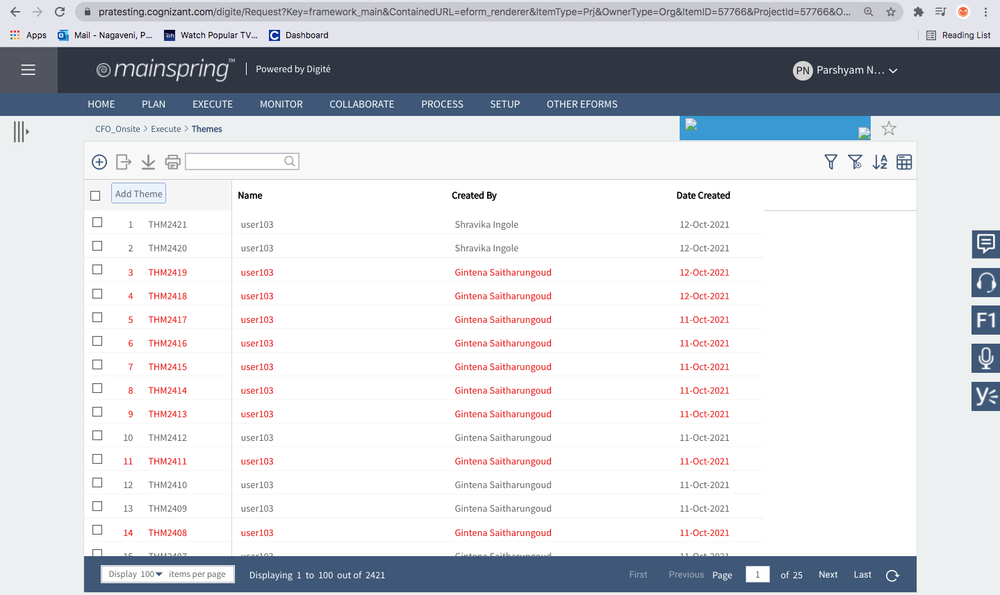 pratesting.cognizant.com/digite/Request?Key=framework_main&ContainedURL=eform_renderer&ItemType=Prj&OwnerType=Org&ItemID=57766&ProjectId=57766&O...
Apps Mail - Nagaveni, P... Watch Popular TV... Dashboard Reading List
mainspring™ Powered by Digité PN Parshyam N...
HOME PLAN EXECUTE MONITOR COLLABORATE PROCESS SETUP OTHER EFORMS
CFO_Onsite > Execute > Themes
Add Theme Name Created By Date Created
1 THM2421 user103 Shravika Ingole 12-Oct-2021
2 THM2420 user103 Shravika Ingole 12-Oct-2021
3 THM2419 user103 Gintena Saitharungoud 12-Oct-2021
4 THM2418 user103 Gintena Saitharungoud 12-Oct-2021
5 THM2417 user103 Gintena Saitharungoud 11-Oct-2021
6 THM2416 user103 Gintena Saitharungoud 11-Oct-2021
7 THM2415 user103 Gintena Saitharungoud 11-Oct-2021
8 THM2414 user103 Gintena Saitharungoud 11-Oct-2021
9 THM2413 user103 Gintena Saitharungoud 11-Oct-2021
10 THM2412 user103 Gintena Saitharungoud 11-Oct-2021
11 THM2411 user103 Gintena Saitharungoud 11-Oct-2021
12 THM2410 user103 Gintena Saitharungoud 11-Oct-2021
13 THM2409 user103 Gintena Saitharungoud 11-Oct-2021
14 THM2408 user103 Gintena Saitharungoud 11-Oct-2021
15 THM2407 user103 Gintena Saitharungoud 11-Oct-2021
F1
Display 100 items per page Displaying 1 to 100 out of 2421 First Previous Page 1 of 25 Next Last